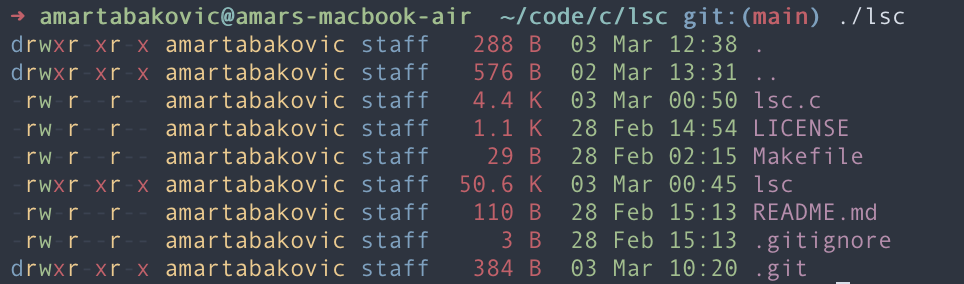 ➜ amartabakovic@amars-macbook-air ~/code/c/lsc git:(main) ./lsc
drwxr-xr-x amartabakovic staff 288 B 03 Mar 12:38 .
drwxr-xr-x amartabakovic staff 576 B 02 Mar 13:31 ..
-rw-r--r-- amartabakovic staff 4.4 K 03 Mar 00:50 lsc.c
-rw-r--r-- amartabakovic staff 1.1 K 28 Feb 14:54 LICENSE
-rw-r--r-- amartabakovic staff 29 B 28 Feb 02:15 Makefile
-rwxr-xr-x amartabakovic staff 50.6 K 03 Mar 00:45 lsc
-rw-r--r-- amartabakovic staff 110 B 28 Feb 15:13 README.md
-rw-r--r-- amartabakovic staff 3 B 28 Feb 15:13 .gitignore
drwxr-xr-x amartabakovic staff 384 B 03 Mar 10:20 .git